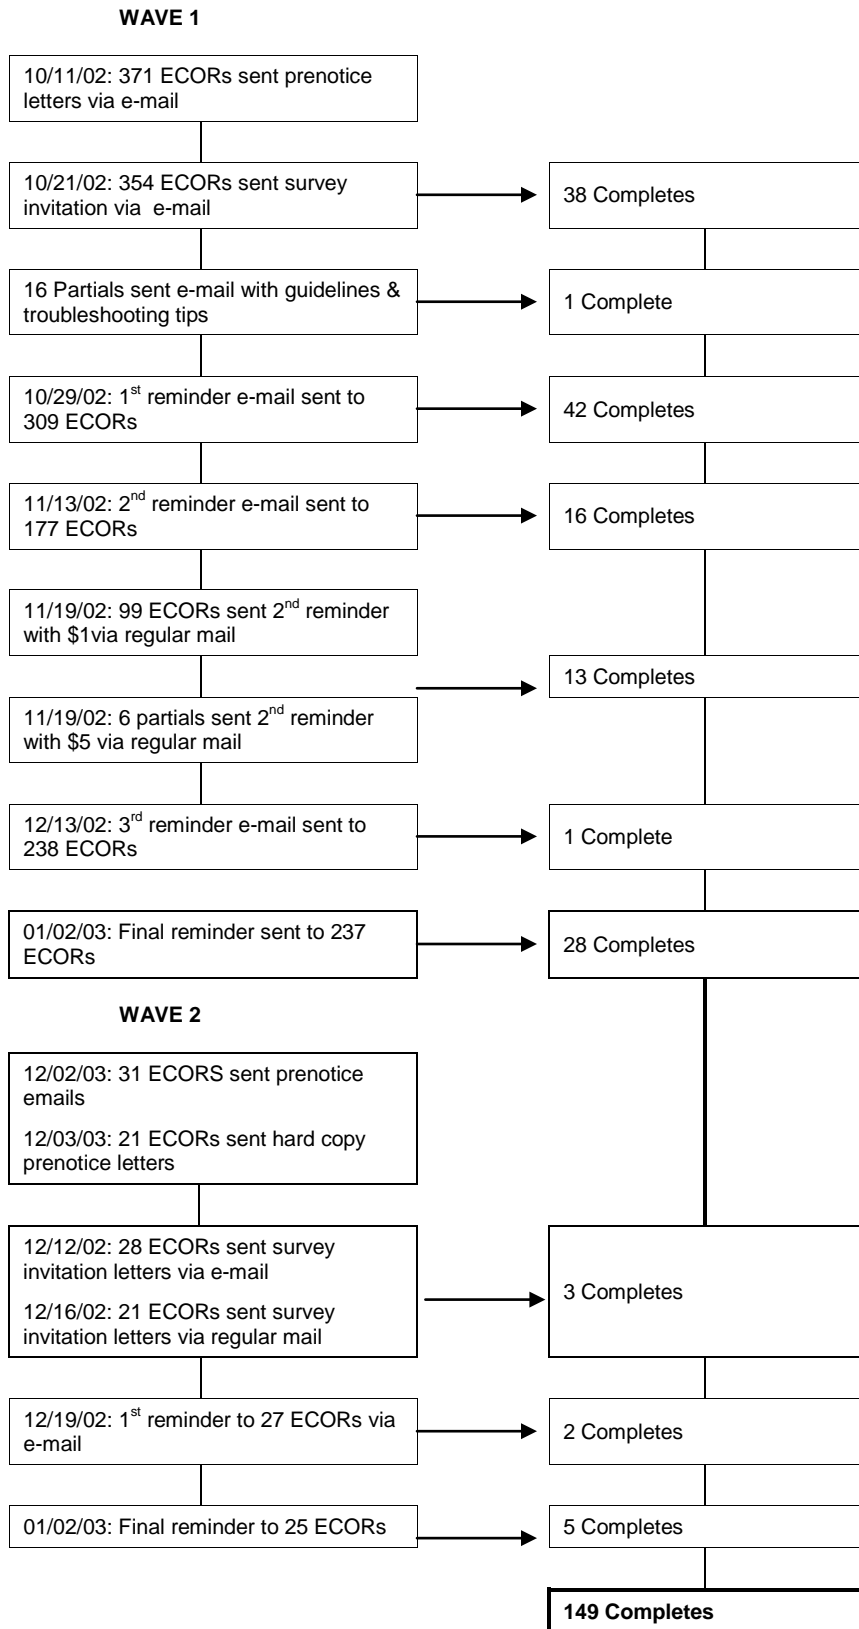 WAVE 1
10/11/02: 371 ECORs sent prenotice
letters via e-mail
10/21/02: 354 ECORs sent survey
invitation via e-mail
38 Completes
16 Partials sent e-mail with guidelines &
troubleshooting tips
1 Complete
10/29/02: 1st reminder e-mail sent to
309 ECORs
42 Completes
11/13/02: 2nd reminder e-mail sent to
177 ECORs
16 Completes
11/19/02: 99 ECORs sent 2nd reminder
with $1via regular mail
13 Completes
11/19/02: 6 partials sent 2nd reminder
with $5 via regular mail
12/13/02: 3rd reminder e-mail sent to
238 ECORs
1 Complete
01/02/03: Final reminder sent to 237
ECORs
28 Completes
WAVE 2
12/02/03: 31 ECORS sent prenotice
emails
12/03/03: 21 ECORs sent hard copy
prenotice letters
12/12/02: 28 ECORs sent survey
invitation letters via e-mail
12/16/02: 21 ECORs sent survey
invitation letters via regular mail
3 Completes
12/19/02: 1st reminder to 27 ECORs via
e-mail
2 Completes
01/02/03: Final reminder to 25 ECORs
5 Completes
149 Completes